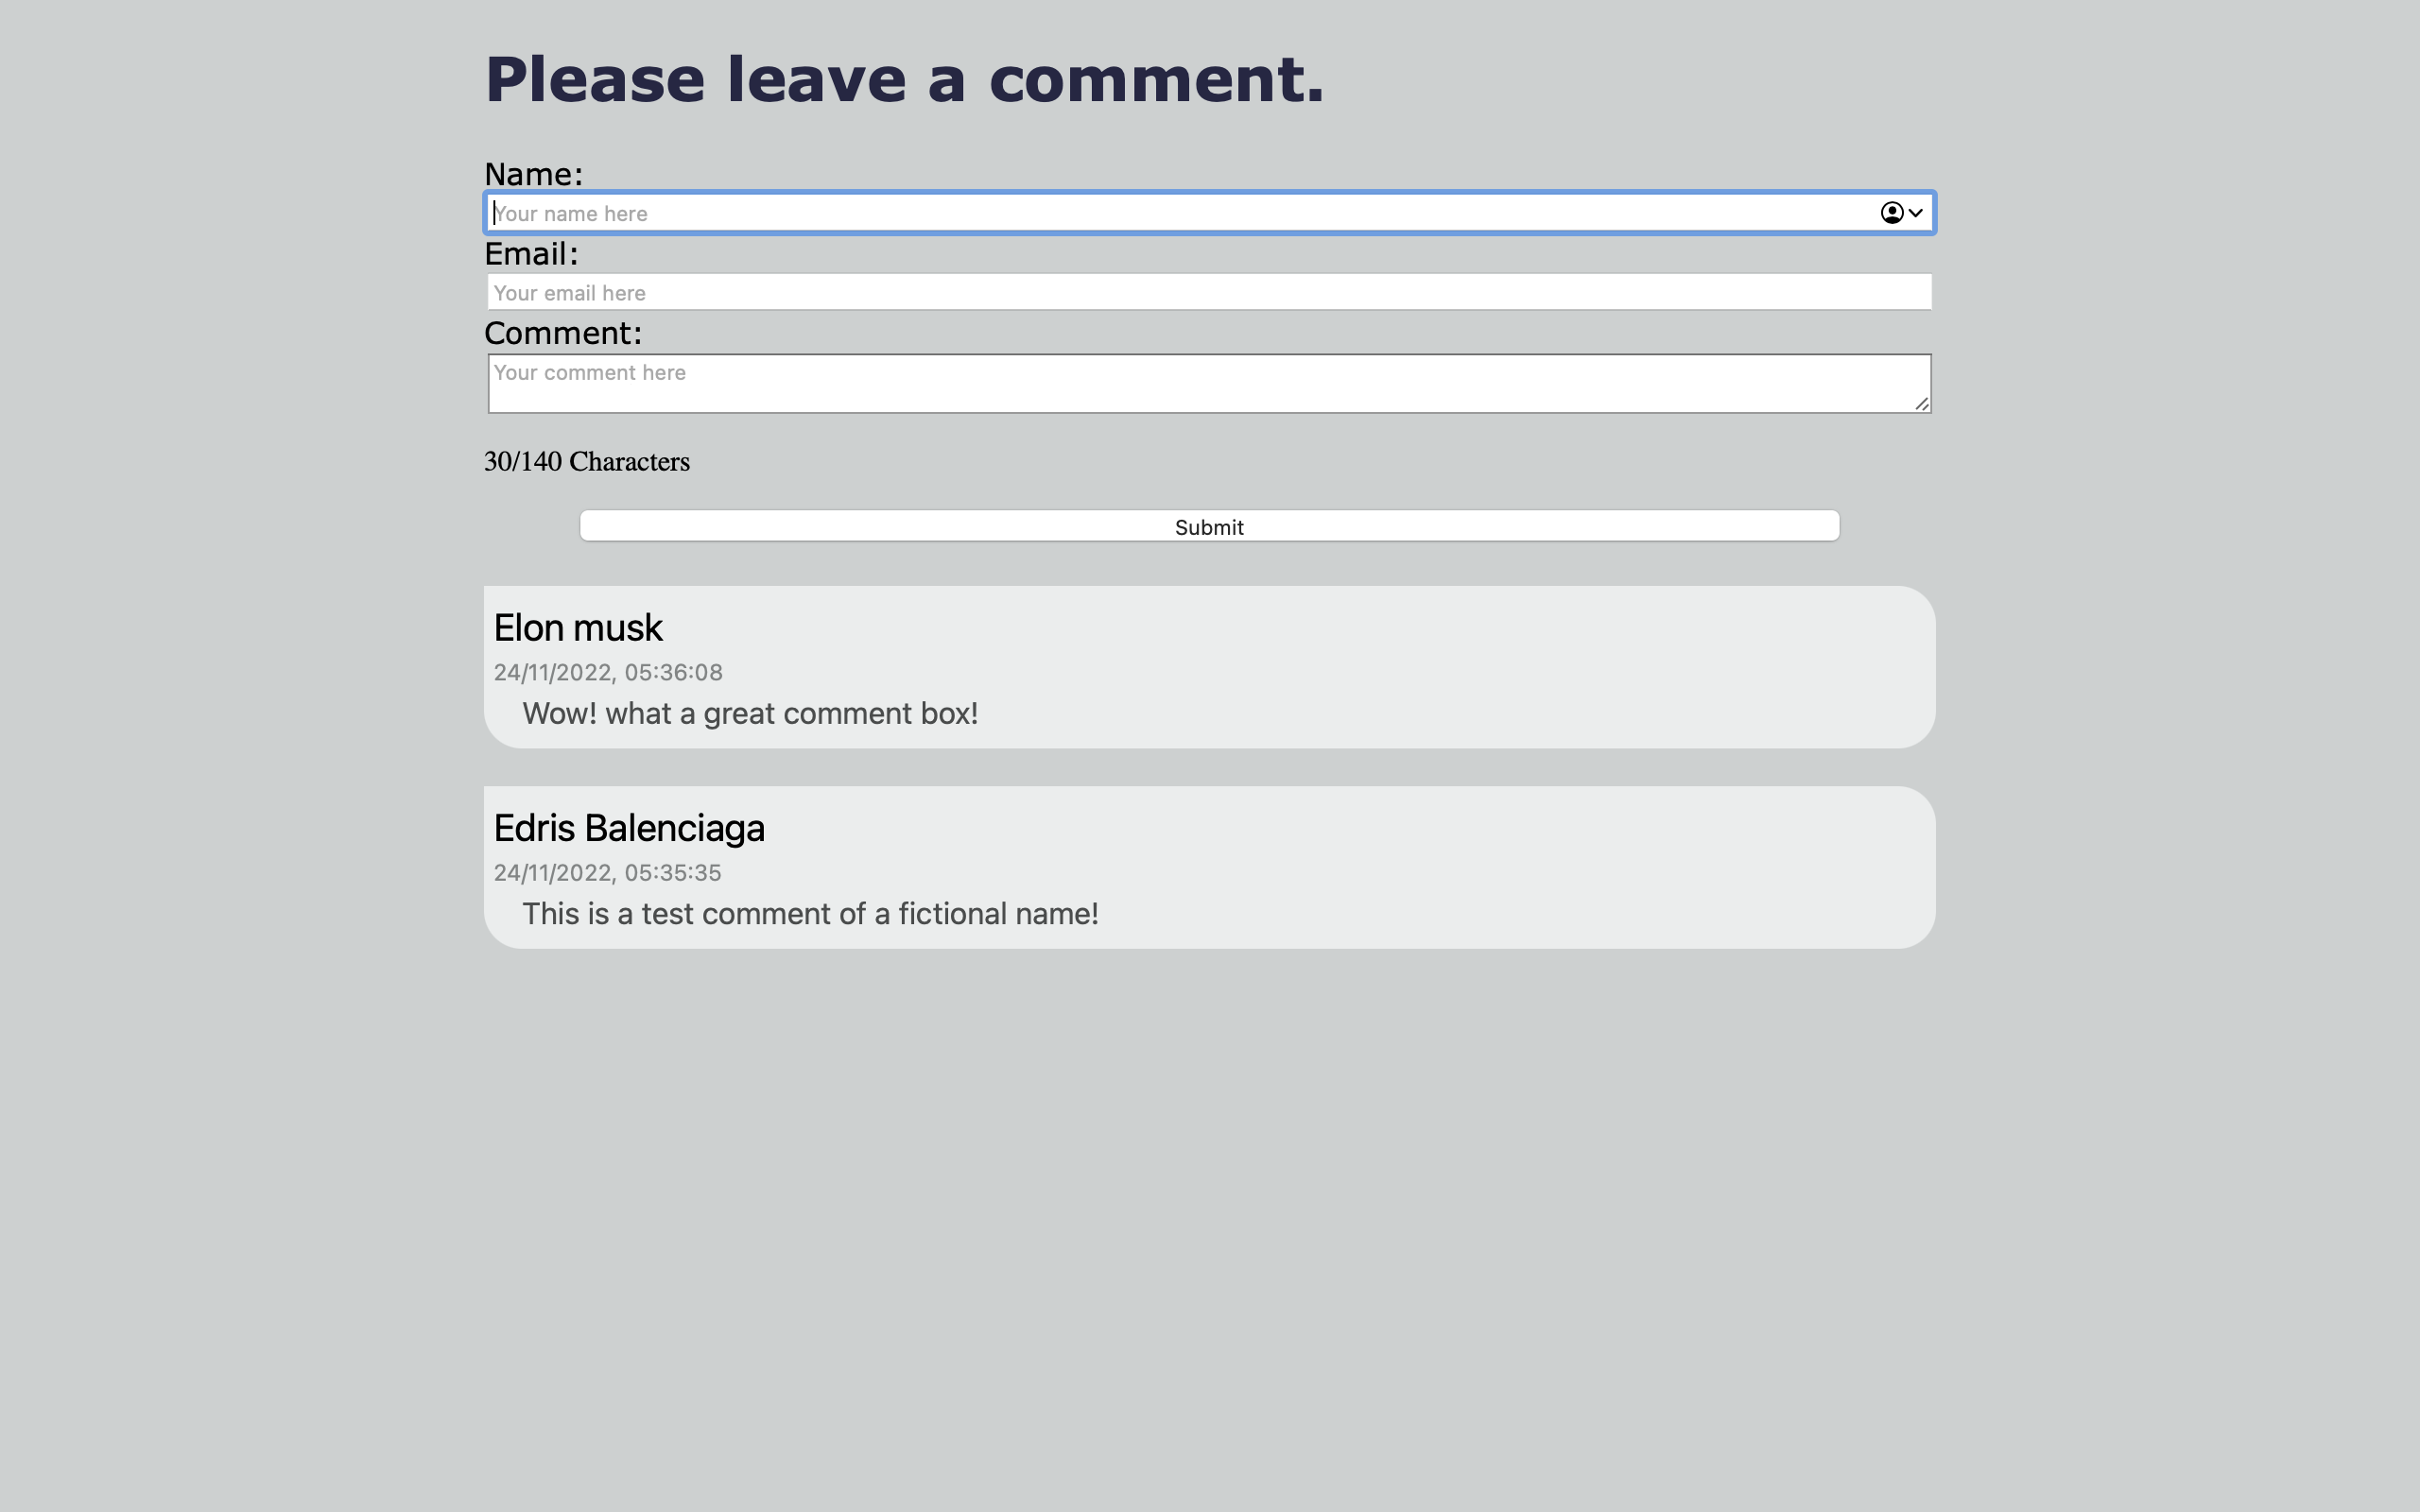 Please leave a comment.
Name:
Your name here
Email:
Your email here
Comment:
Your comment here
30/140 Characters
Submit
Elon musk
24/11/2022, 05:36:08
Wow! what a great comment box!
Edris Balenciaga
24/11/2022, 05:35:35
This is a test comment of a fictional name!